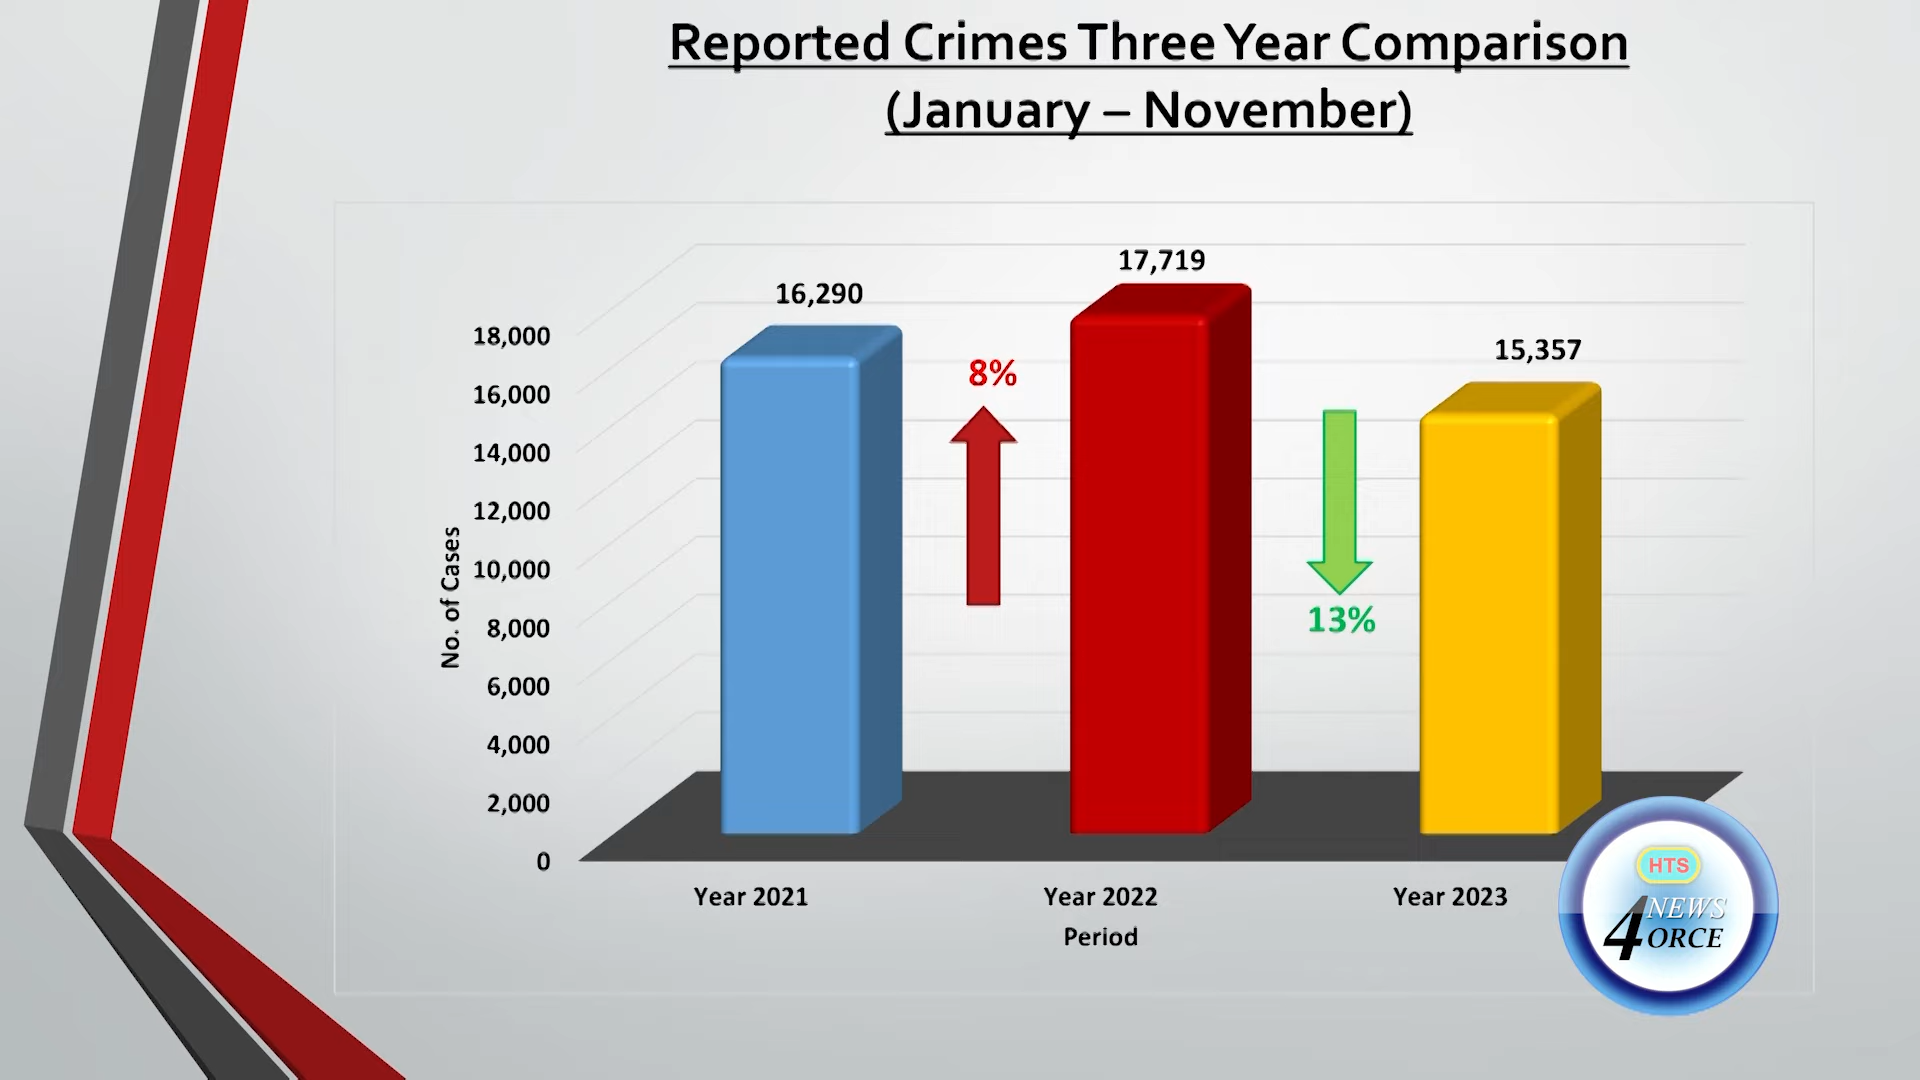 Reported Crimes Three Year Comparison
(January – November)
17,719
16,290
15,357
8%
13%
18,000
16,000
14,000
12,000
10,000
8,000
6,000
4,000
2,000
0
No. of Cases
Year 2021
Year 2022
Year 2023
Period
HTS
NEWS
4ORCE